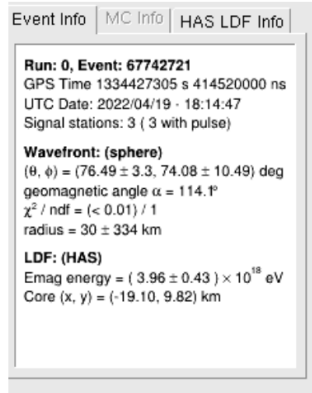 Event Info MC Info HAS LDF Info
Run: 0, Event: 67742721
GPS Time 1334427305 s 414520000 ns
UTC Date: 2022/04/19 - 18:14:47
Signal stations: 3 ( 3 with pulse)
Wavefront: (sphere)
(θ, ϕ) = (76.49 ± 3.3, 74.08 ± 10.49) deg
geomagnetic angle α = 114.1°
χ² / ndf = (< 0.01) / 1
radius = 30 ± 334 km
LDF: (HAS)
Emag energy = ( 3.96 ± 0.43 ) × 10¹⁸ eV
Core (x, y) = (-19.10, 9.82) km